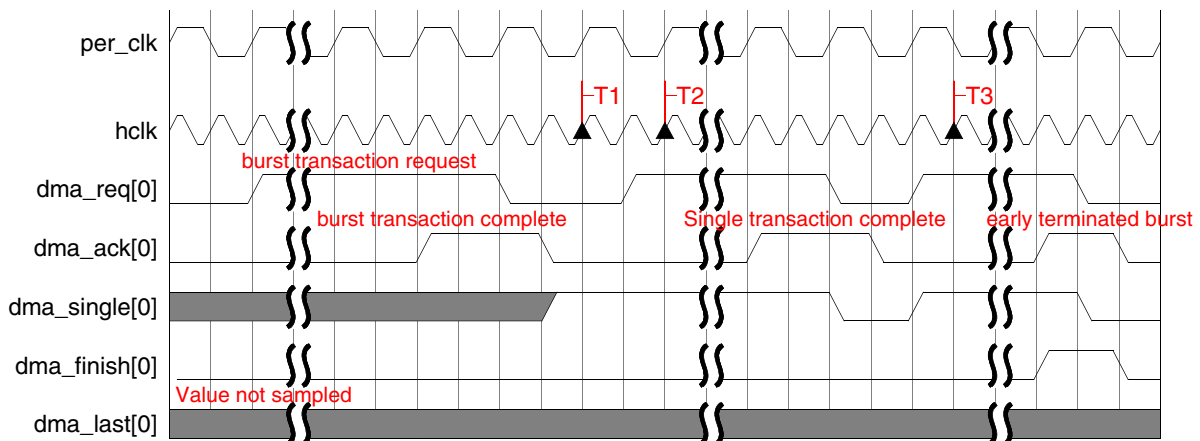 per_clk
T1
T2
T3
hclk
burst transaction request
dma_req[0]
burst transaction complete
Single transaction complete
early terminated burst
dma_ack[0]
dma_single[0]
dma_finish[0]
Value not sampled
dma_last[0]